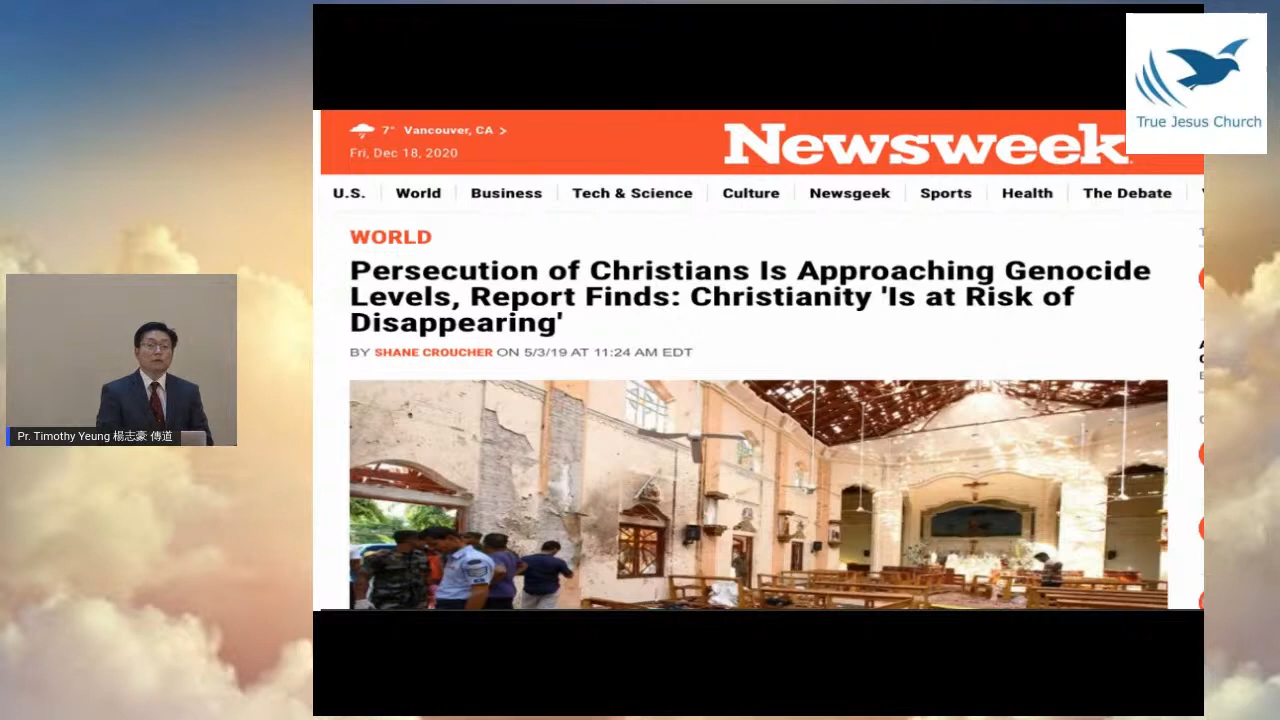 True Jesus Church
7° Vancouver, CA >
Fri, Dec 18, 2020
Newsweek
U.S. World Business Tech & Science Culture Newsgeek Sports Health The Debate
WORLD
Persecution of Christians Is Approaching Genocide
Levels, Report Finds: Christianity 'Is at Risk of
Disappearing'
BY SHANE CROUCHER ON 5/3/19 AT 11:24 AM EDT
Pr. Timothy Yeung 楊志豪 傳道